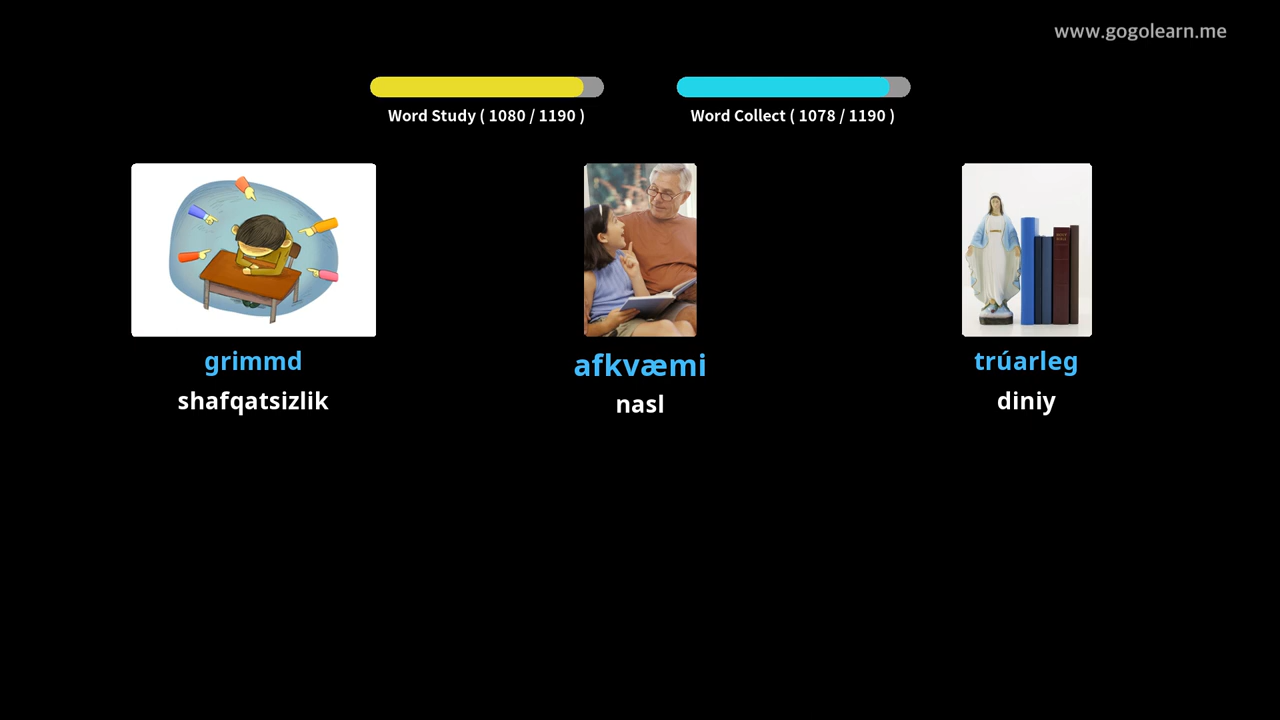 www.gogolearn.me
Word Study ( 1080 / 1190 )
Word Collect ( 1078 / 1190 )
grimmd
shafqatsizlik
afkvæmi
nasl
trúarleg
diniy